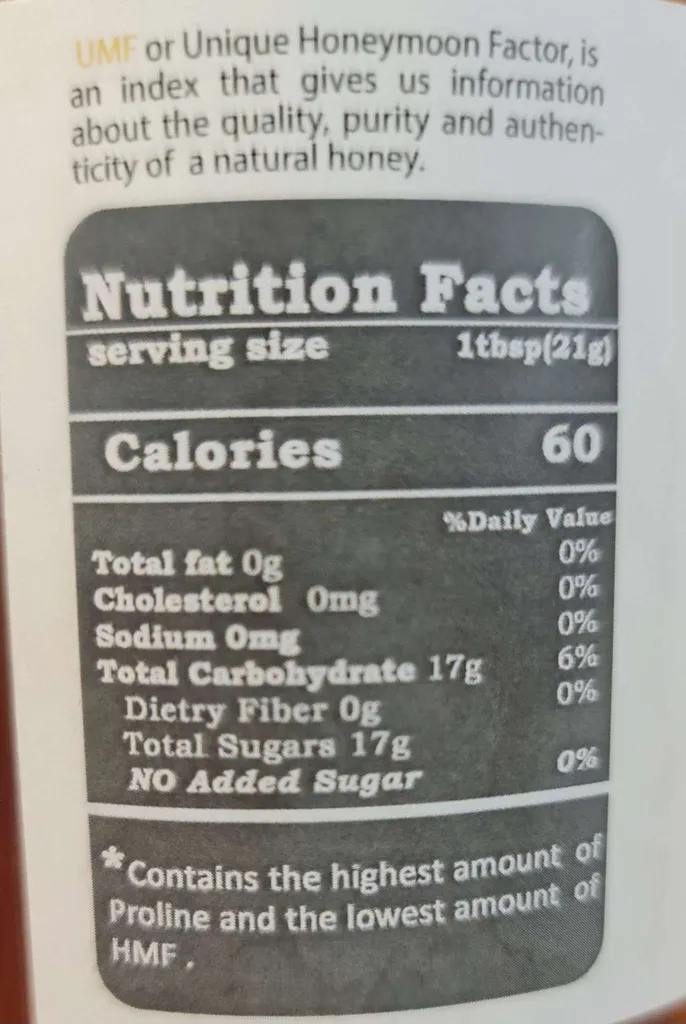 UMF or Unique Honeymoon Factor, is
an index that gives us information
about the quality, purity and authen-
ticity of a natural honey.
Nutrition Facts
serving size 1tbsp(21g)
Calories 60
%Daily Value
Total fat 0g 0%
Cholesterol 0mg 0%
Sodium 0mg 0%
Total Carbohydrate 17g 6%
Dietry Fiber 0g 0%
Total Sugars 17g
NO Added Sugar 0%
*Contains the highest amount of
Proline and the lowest amount of
HMF .